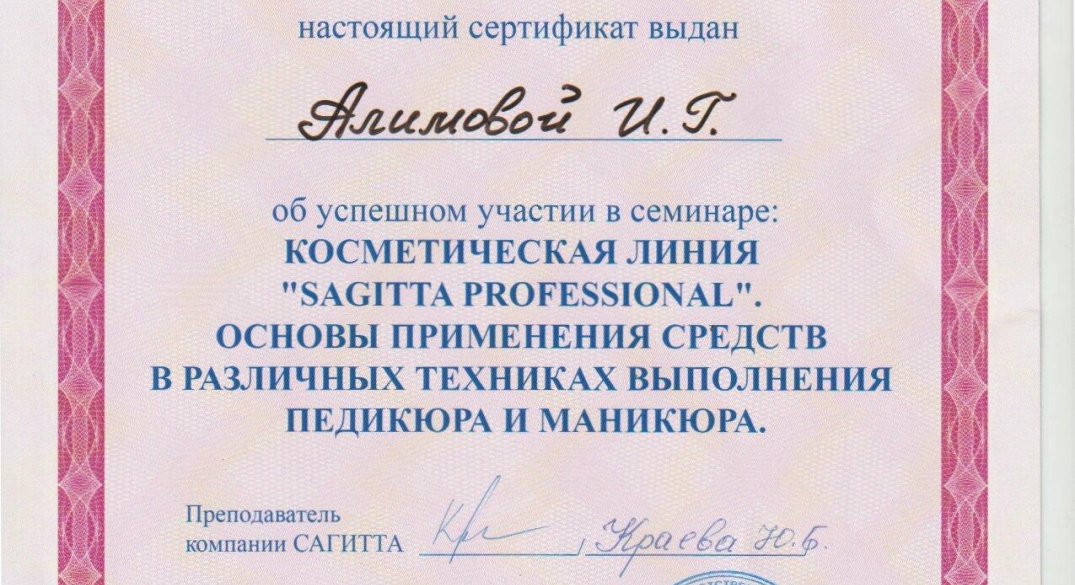 настоящий сертификат выдан
Алимовой И.Г.
об успешном участии в семинаре:
КОСМЕТИЧЕСКАЯ ЛИНИЯ
"SAGITTA PROFESSIONAL".
ОСНОВЫ ПРИМЕНЕНИЯ СРЕДСТВ
В РАЗЛИЧНЫХ ТЕХНИКАХ ВЫПОЛНЕНИЯ
ПЕДИКЮРА И МАНИКЮРА.
Преподаватель
компании САГИТТА , Краева Ю.Б.